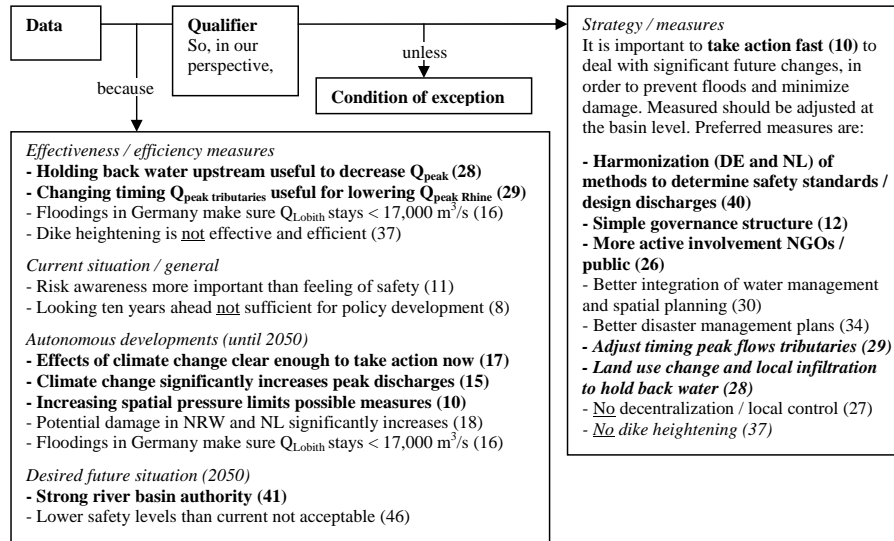 Data
Qualifier
So, in our
perspective,
unless
because
Condition of exception
Effectiveness / efficiency measures
- Holding back water upstream useful to decrease Qpeak (28)
- Changing timing Qpeak tributaries useful for lowering Qpeak Rhine (29)
- Floodings in Germany make sure QLobith stays < 17,000 m³/s (16)
- Dike heightening is not effective and efficient (37)
Current situation / general
- Risk awareness more important than feeling of safety (11)
- Looking ten years ahead not sufficient for policy development (8)
Autonomous developments (until 2050)
- Effects of climate change clear enough to take action now (17)
- Climate change significantly increases peak discharges (15)
- Increasing spatial pressure limits possible measures (10)
- Potential damage in NRW and NL significantly increases (18)
- Floodings in Germany make sure QLobith stays < 17,000 m³/s (16)
Desired future situation (2050)
- Strong river basin authority (41)
- Lower safety levels than current not acceptable (46)
Strategy / measures
It is important to take action fast (10) to
deal with significant future changes, in
order to prevent floods and minimize
damage. Measured should be adjusted at
the basin level. Preferred measures are:
- Harmonization (DE and NL) of
methods to determine safety standards /
design discharges (40)
- Simple governance structure (12)
- More active involvement NGOs /
public (26)
- Better integration of water management
and spatial planning (30)
- Better disaster management plans (34)
- Adjust timing peak flows tributaries (29)
- Land use change and local infiltration
to hold back water (28)
- No decentralization / local control (27)
- No dike heightening (37)